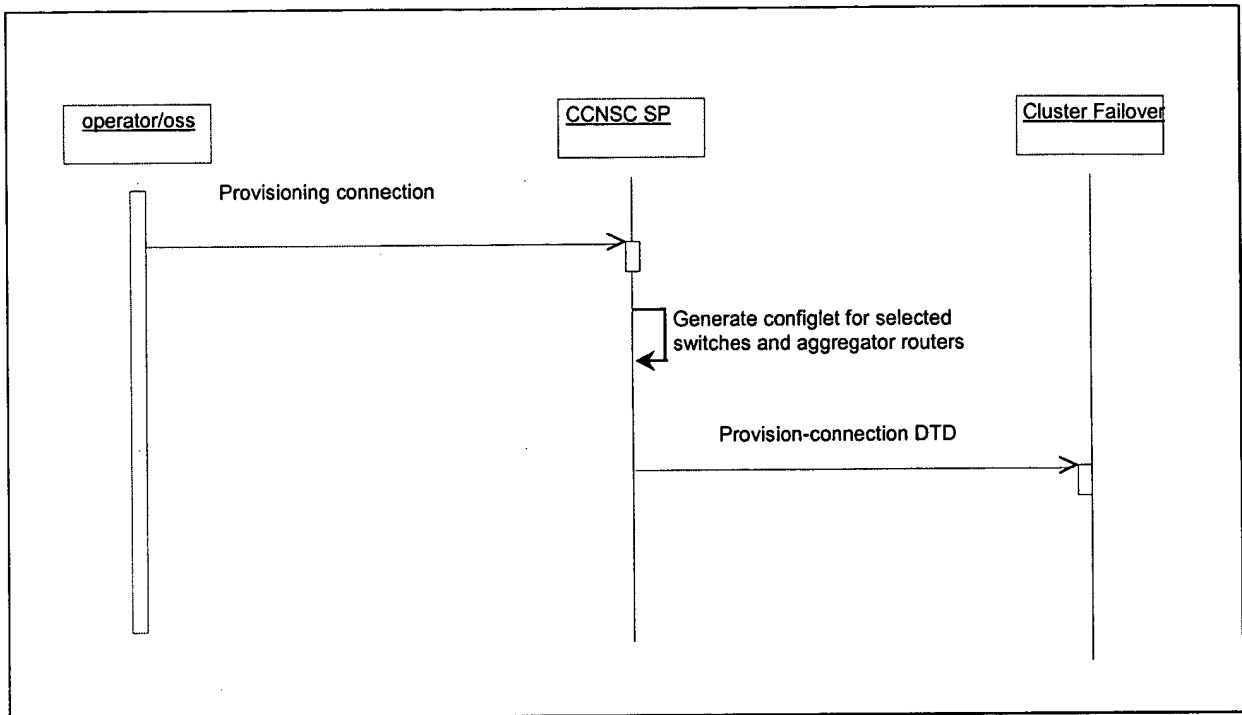 operator/oss
CCNSC SP
Cluster Failover
Provisioning connection
Generate configlet for selected
switches and aggregator routers
Provision-connection DTD